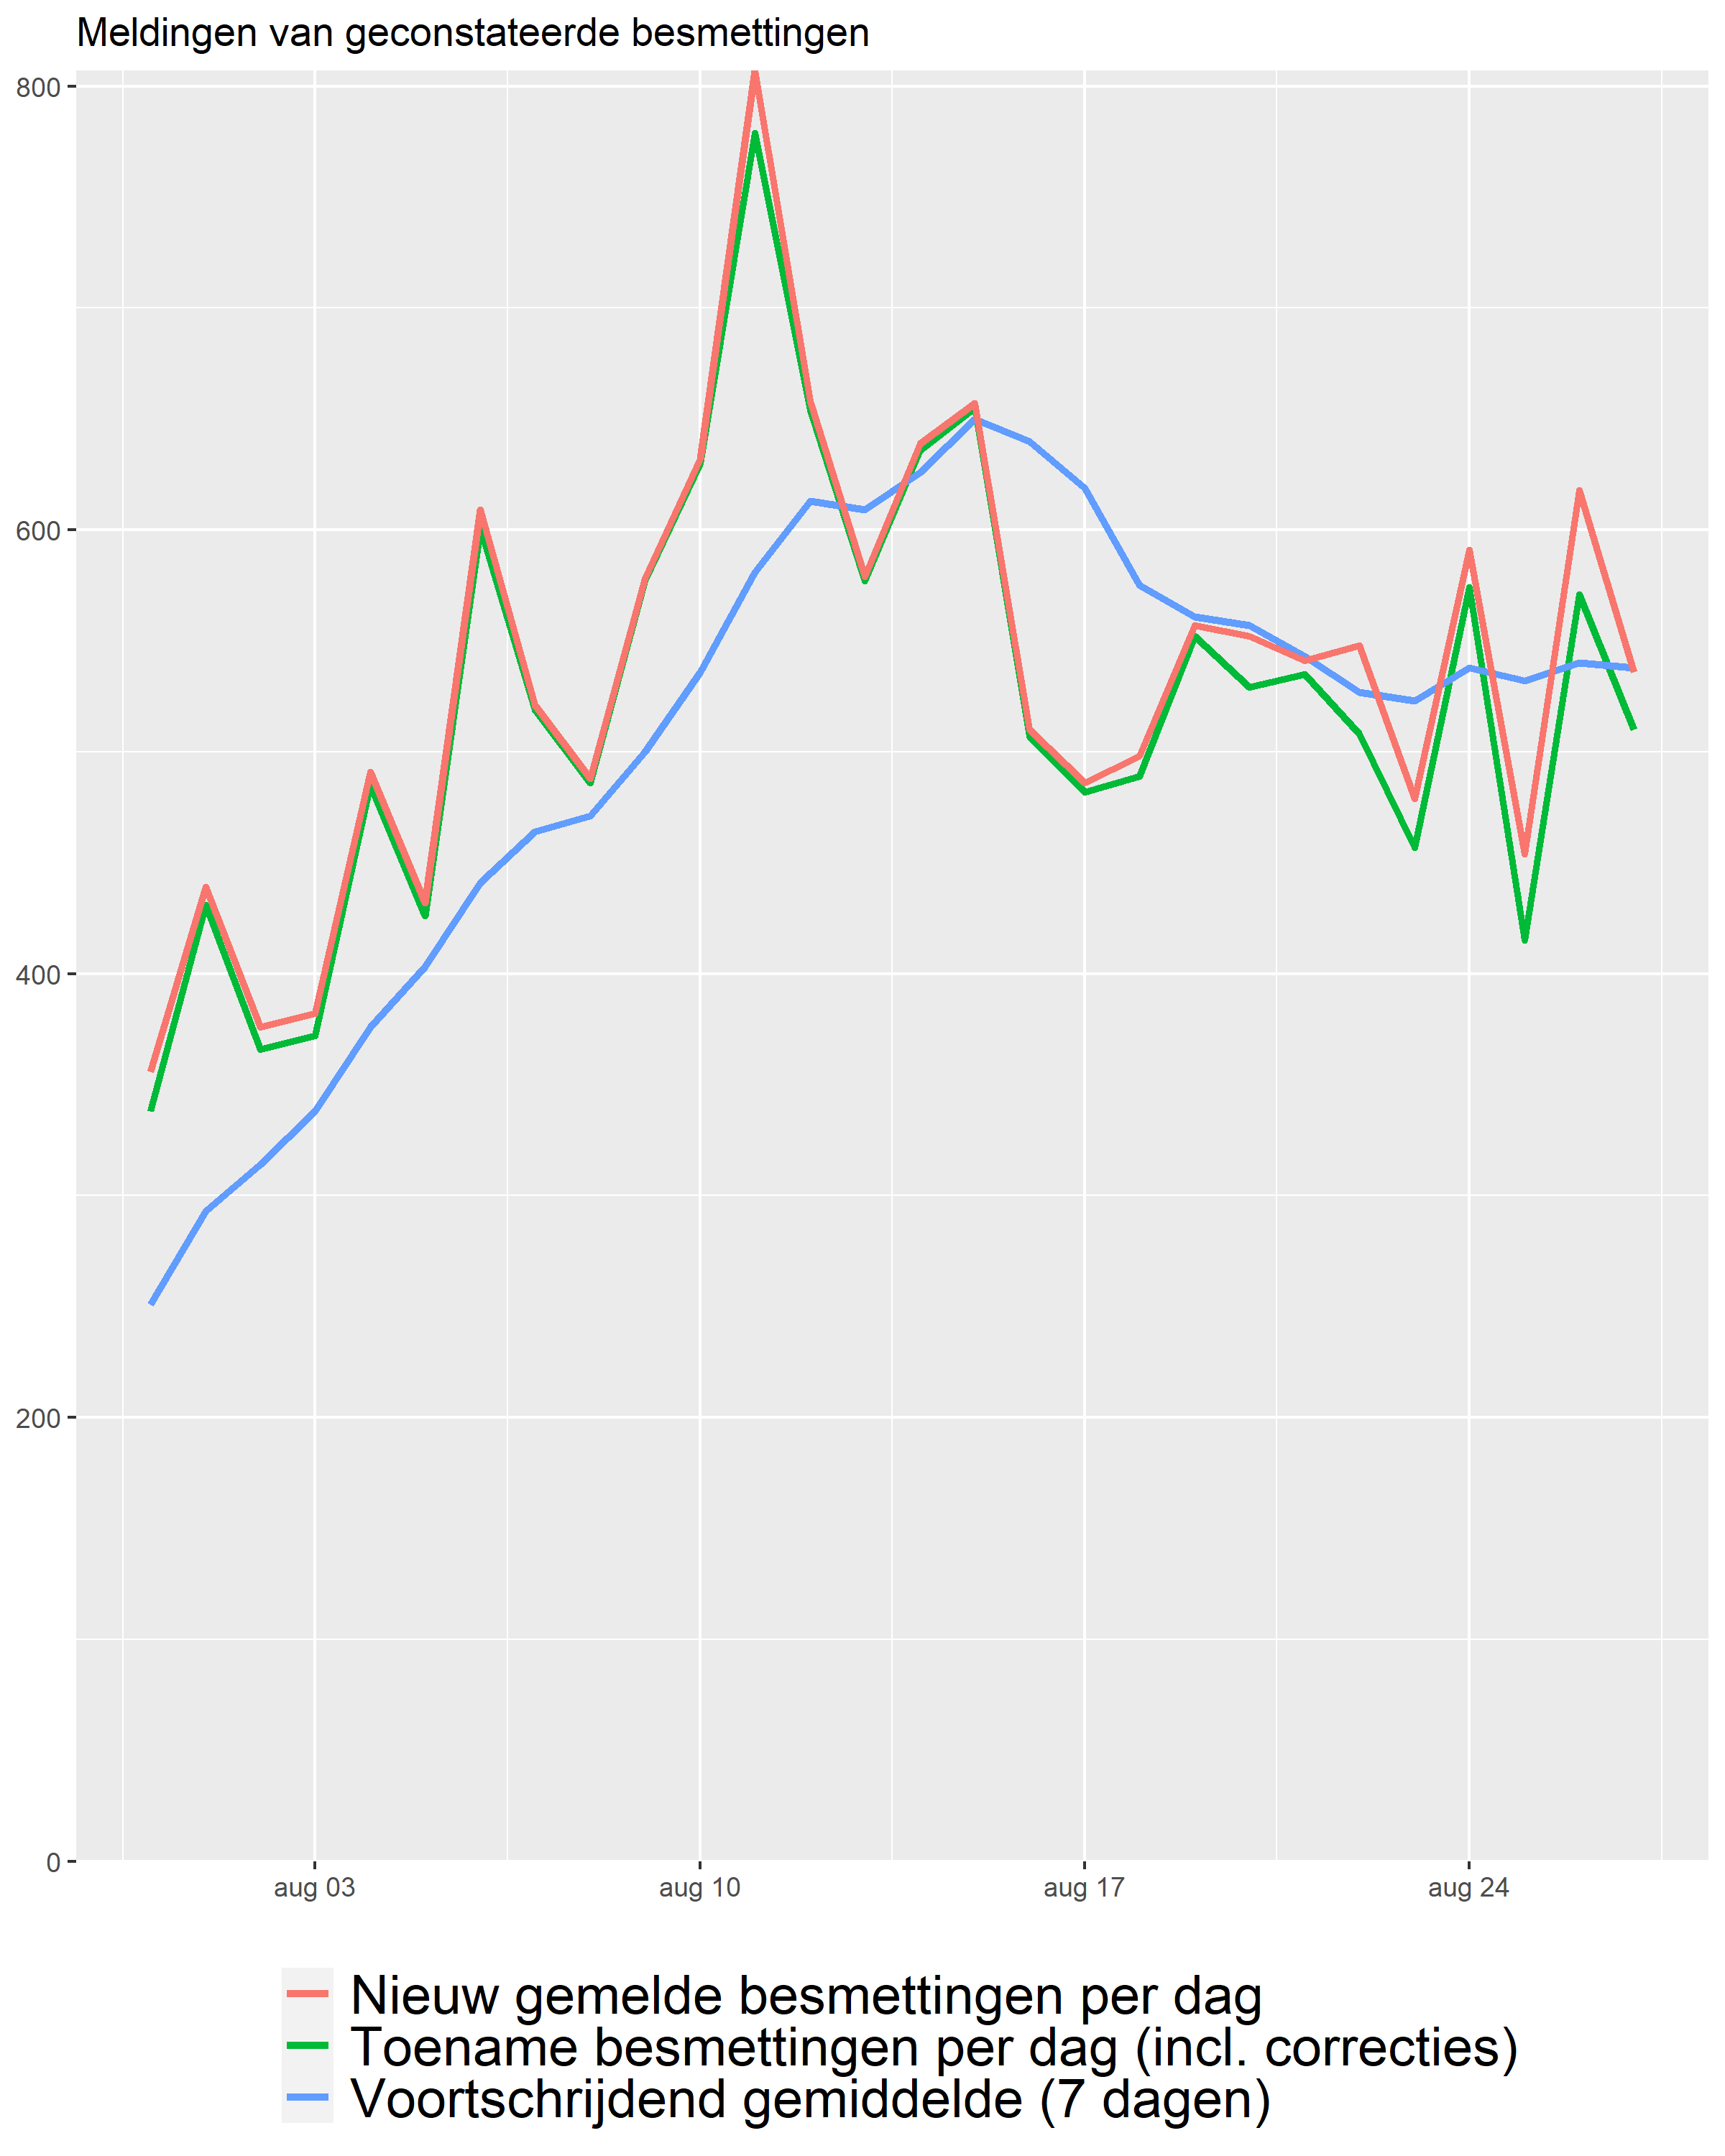 Meldingen van geconstateerde besmettingen
800
600
400
200
0
aug 03 aug 10 aug 17 aug 24
Nieuw gemelde besmettingen per dag
Toename besmettingen per dag (incl. correcties)
Voortschrijdend gemiddelde (7 dagen)